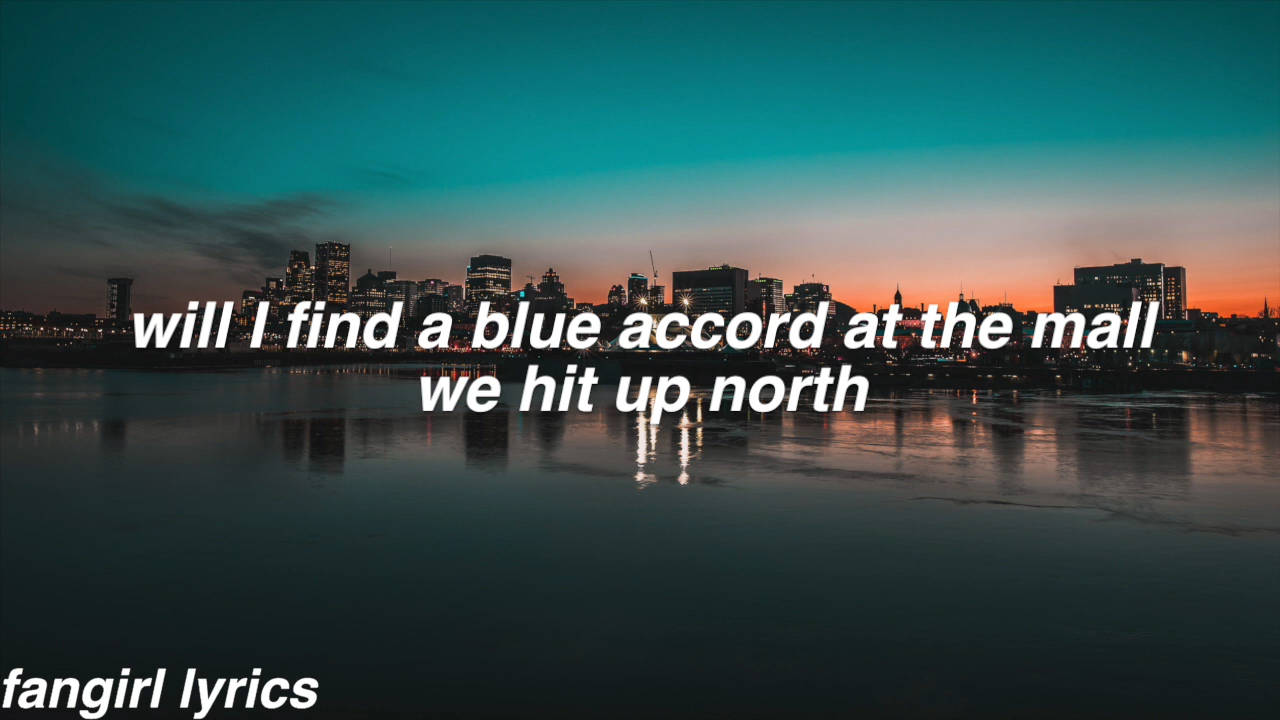 will I find a blue accord at the mall
we hit up north
fangirl lyrics